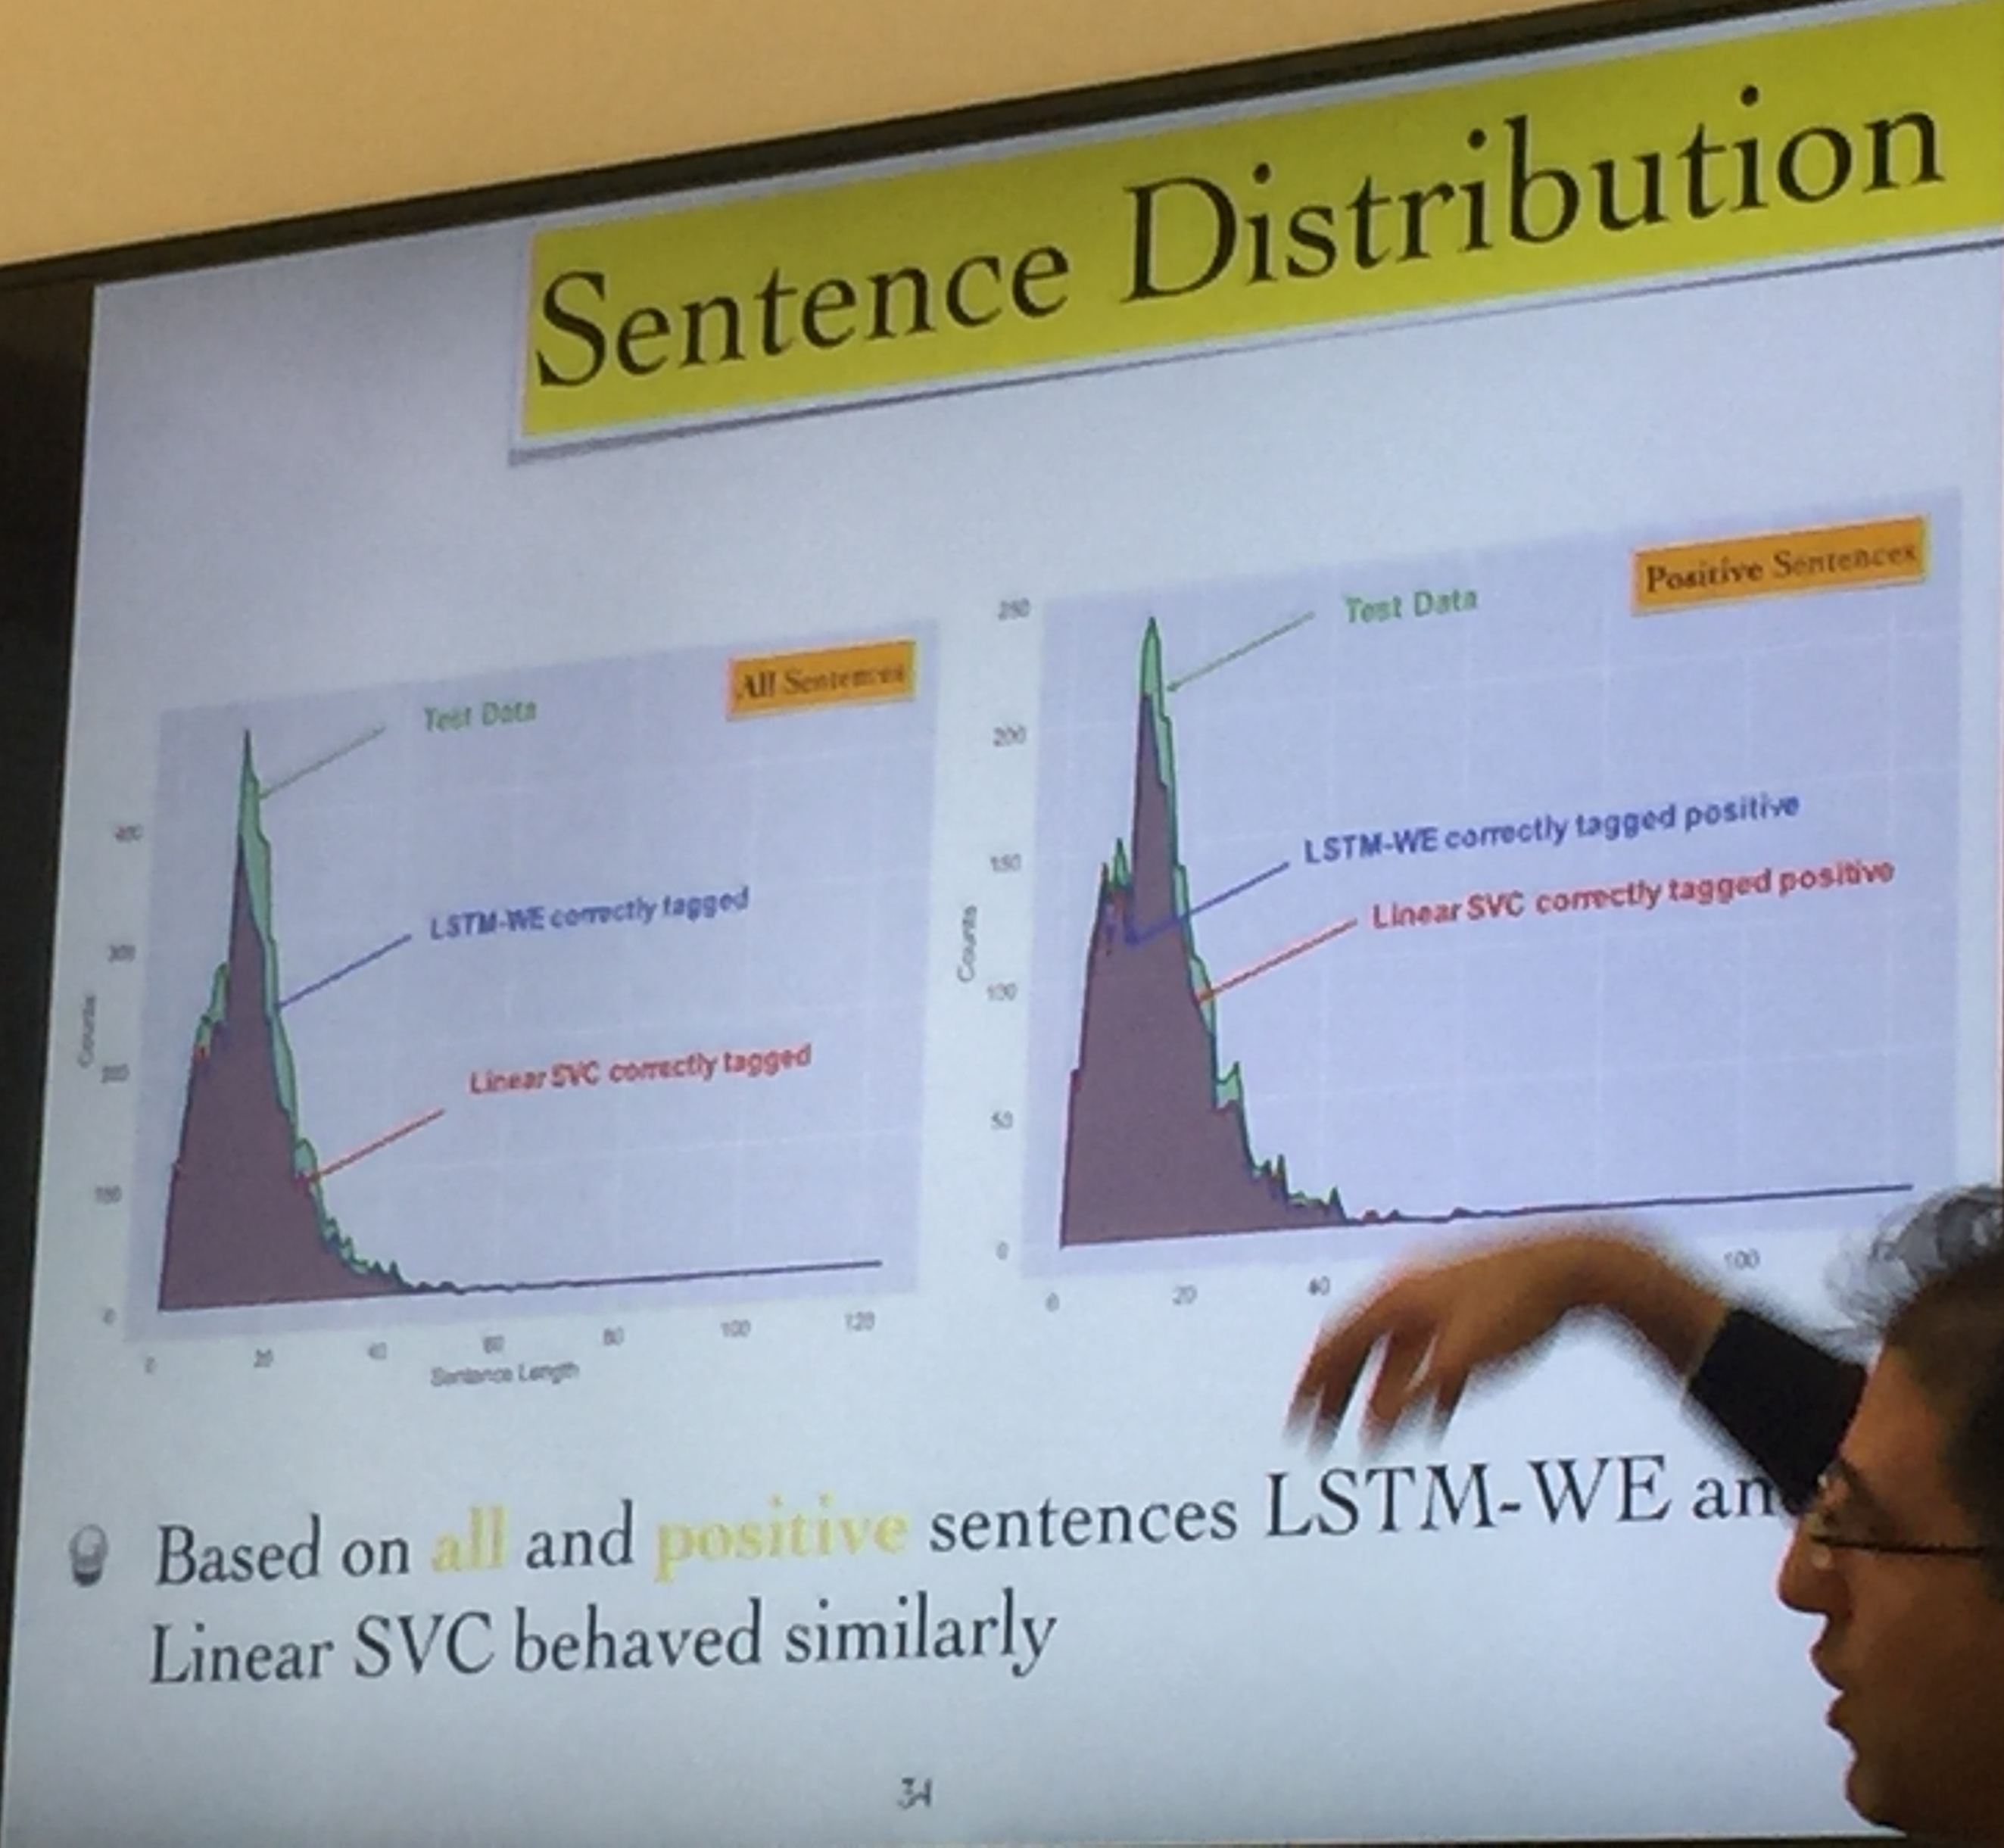 Sentence Distribution
All Sentences
Test Data
LSTM-WE correctly tagged
Linear SVC correctly tagged
400
300
200
100
0
Counts
0 20 40 60 80 100 120
Sentence Length
Positive Sentences
Test Data
LSTM-WE correctly tagged positive
Linear SVC correctly tagged positive
250
200
150
100
50
0
Counts
0 20 40 100
Based on all and positive sentences LSTM-WE an
Linear SVC behaved similarly
34